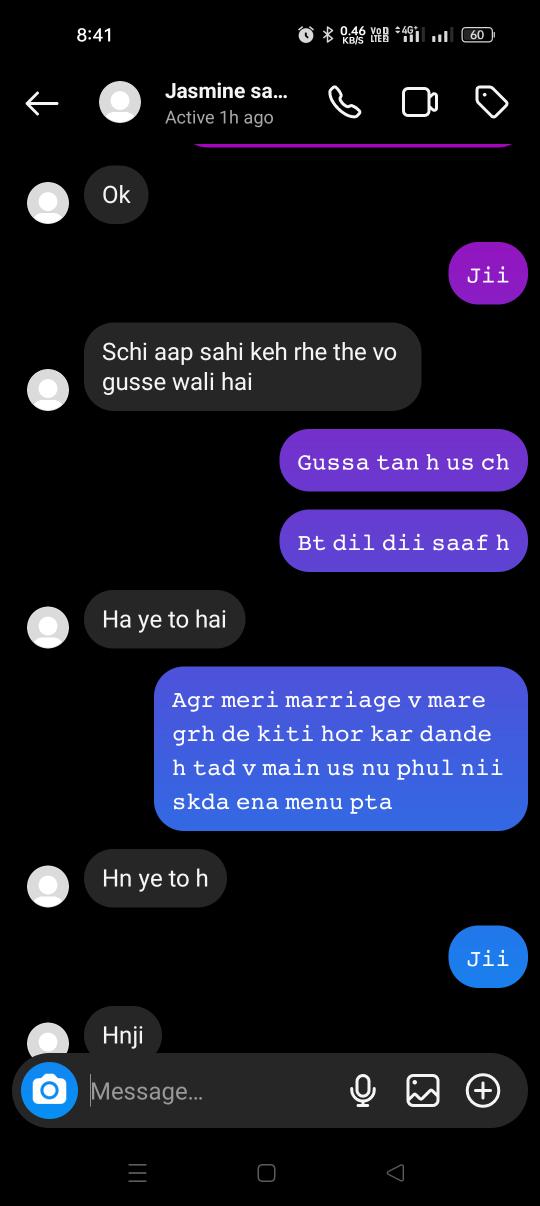 8:41
0.46 KB/S
VoD LTE2
4G+
60
Jasmine sa...
Active 1h ago
Ok
Jii
Schi aap sahi keh rhe the vo
gusse wali hai
Gussa tan h us ch
Bt dil dii saaf h
Ha ye to hai
Agr meri marriage v mare
grh de kiti hor kar dande
h tad v main us nu phul nii
skda ena menu pta
Hn ye to h
Jii
Hnji
Message...